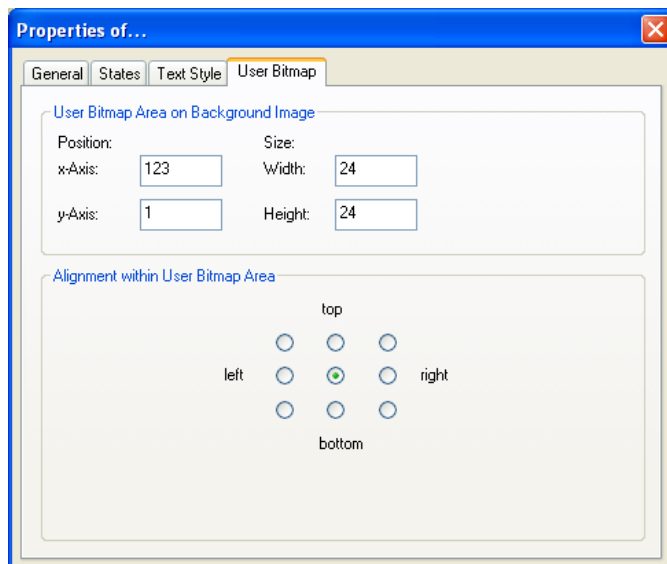 Properties of...
General States Text Style User Bitmap
User Bitmap Area on Background Image
Position: Size:
x-Axis: 123 Width: 24
y-Axis: 1 Height: 24
Alignment within User Bitmap Area
top
left right
bottom